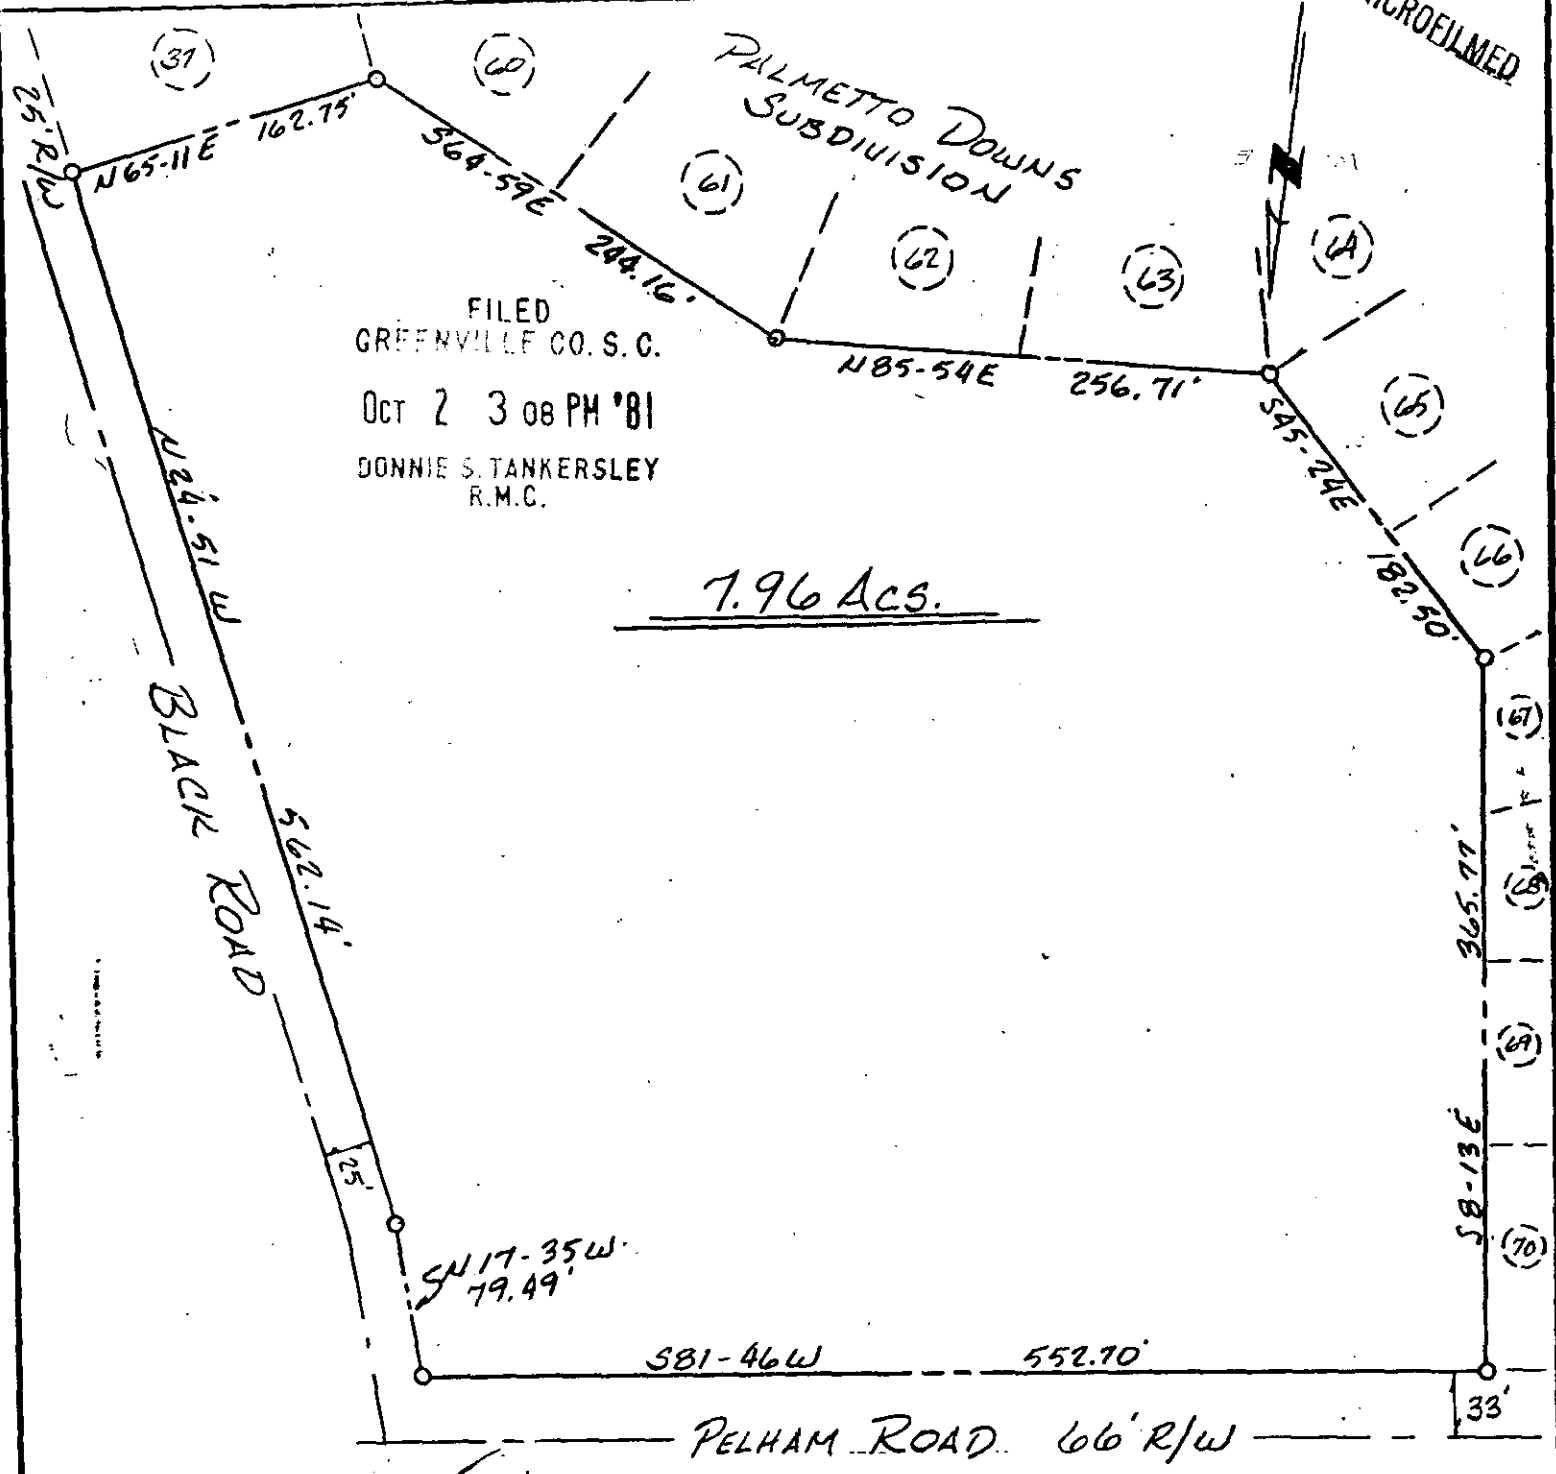 MICROFILMED
37
60
PALMETTO DOWNS
SUBDIVISION
25' R/W
N65-11E 162.75'
S64-59E
244.16'
61
62
63
64
65
66
67
68
69
70
FILED
GREENVILLE CO. S. C.
OCT 2 3 08 PM '81
DONNIE S. TANKERSLEY
R.M.C.
N85-54E 256.71'
S45-24E
182.50'
N24-51W
562.14'
7.96 ACS.
BLACK ROAD
365.77'
S8-13E
25'
N17-35W
79.49'
S81-46W 552.70'
33'
PELHAM ROAD 66' R/W